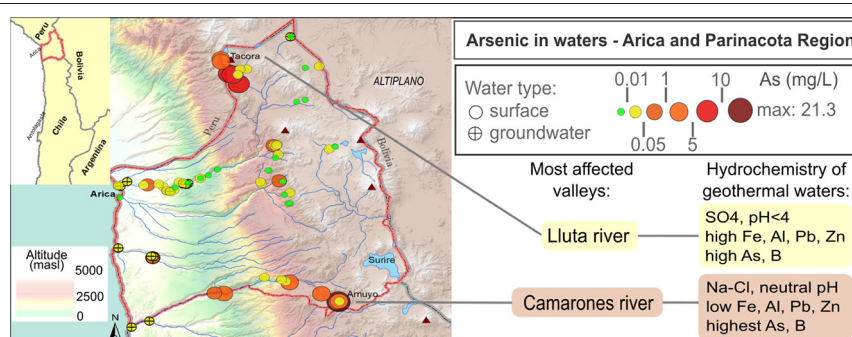 Peru
Arica
Bolivia
Antofagasta
Chile
Argentina
Tacora
ALTIPLANO
Peru
Bolivia
Arica
Surire
Amuyo
Altitude
(masl)
5000
2500
0
N
Arsenic in waters - Arica and Parinacota Region
Water type:
surface
groundwater
0.01 1 10 As (mg/L)
max: 21.3
0.05 5
Most affected
valleys:
Hydrochemistry of
geothermal waters:
Lluta river
SO4, pH<4
high Fe, Al, Pb, Zn
high As, B
Camarones river
Na-Cl, neutral pH
low Fe, Al, Pb, Zn
highest As, B